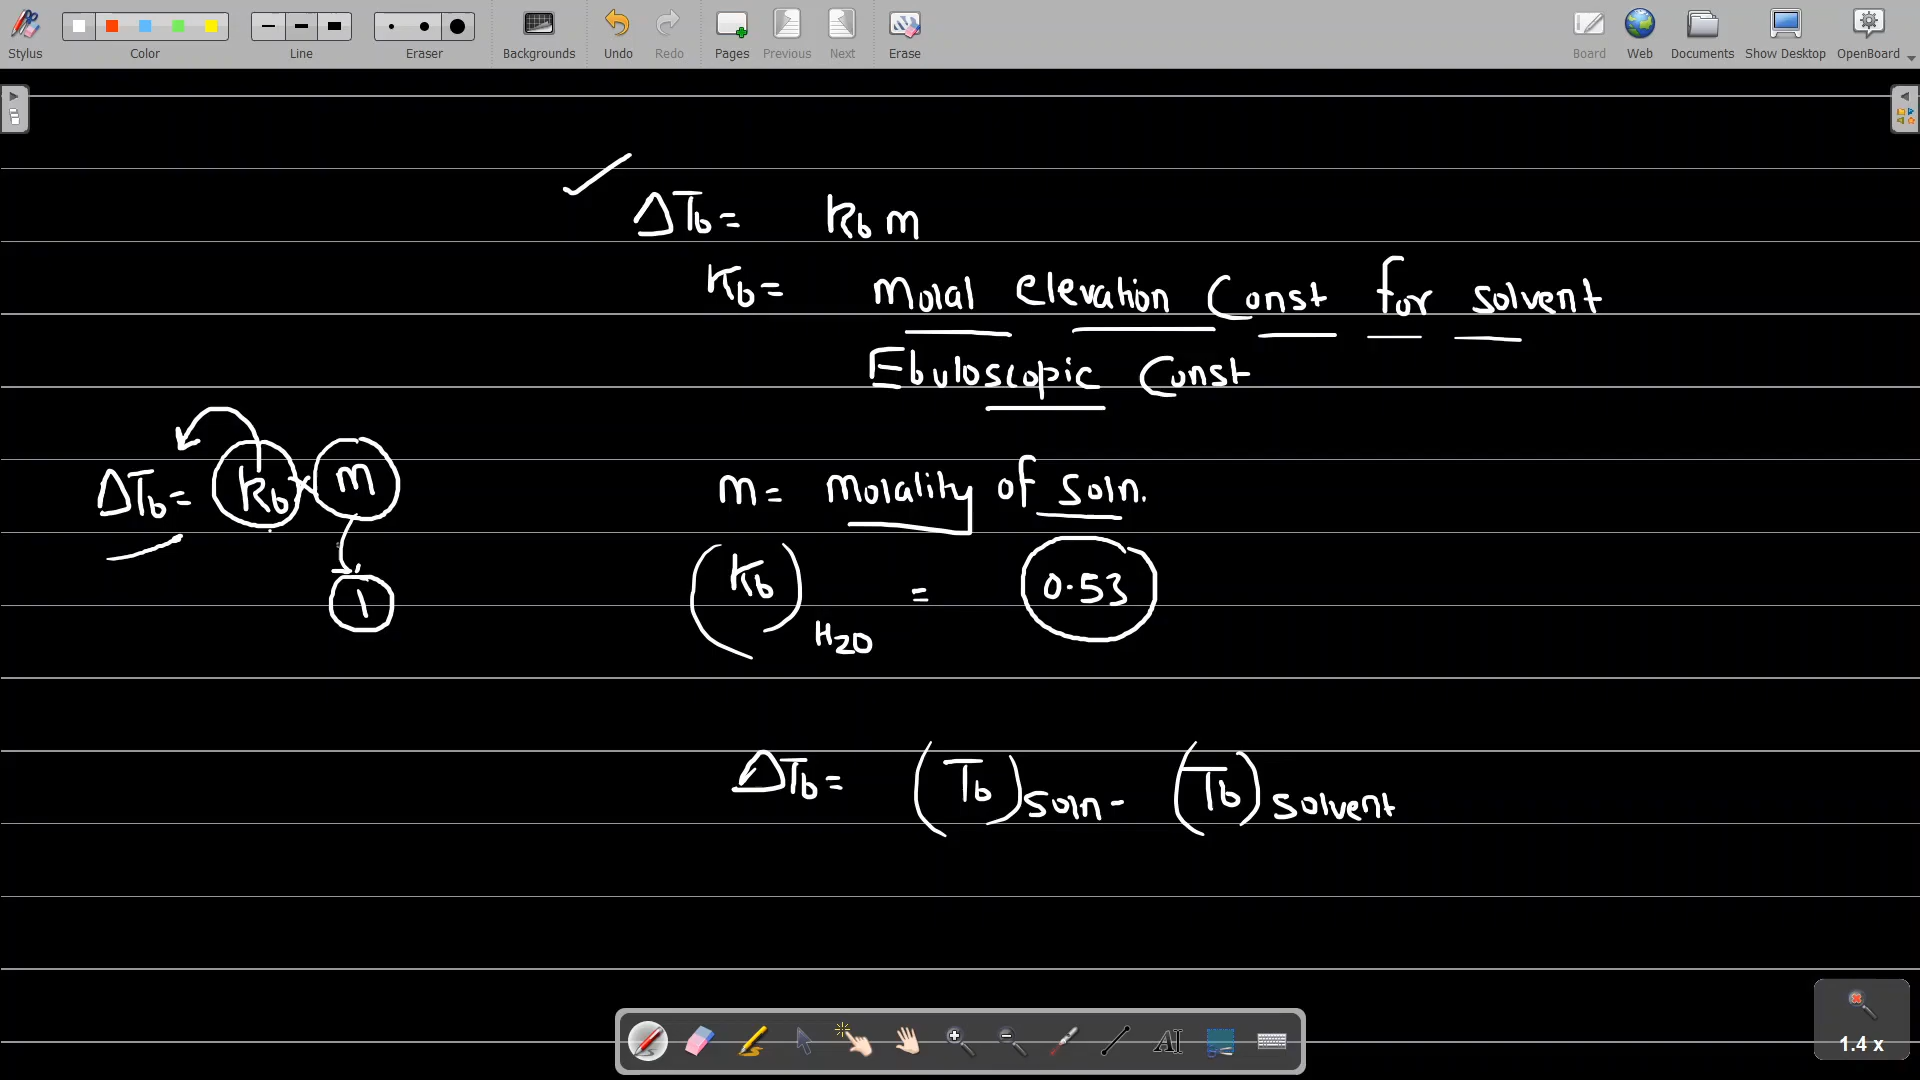 Stylus Color Line Eraser Backgrounds Undo Redo Pages Previous Next Erase Board Web Documents Show Desktop OpenBoard
ΔTb = Kb m
Kb = Molal elevation Const for solvent
Ebuloscopic Const
ΔTb = Kb × m
m = Molality of soln.
1
(Kb)H2O = 0.53
ΔTb = (Tb)soln - (Tb)solvent
AI
1.4 x